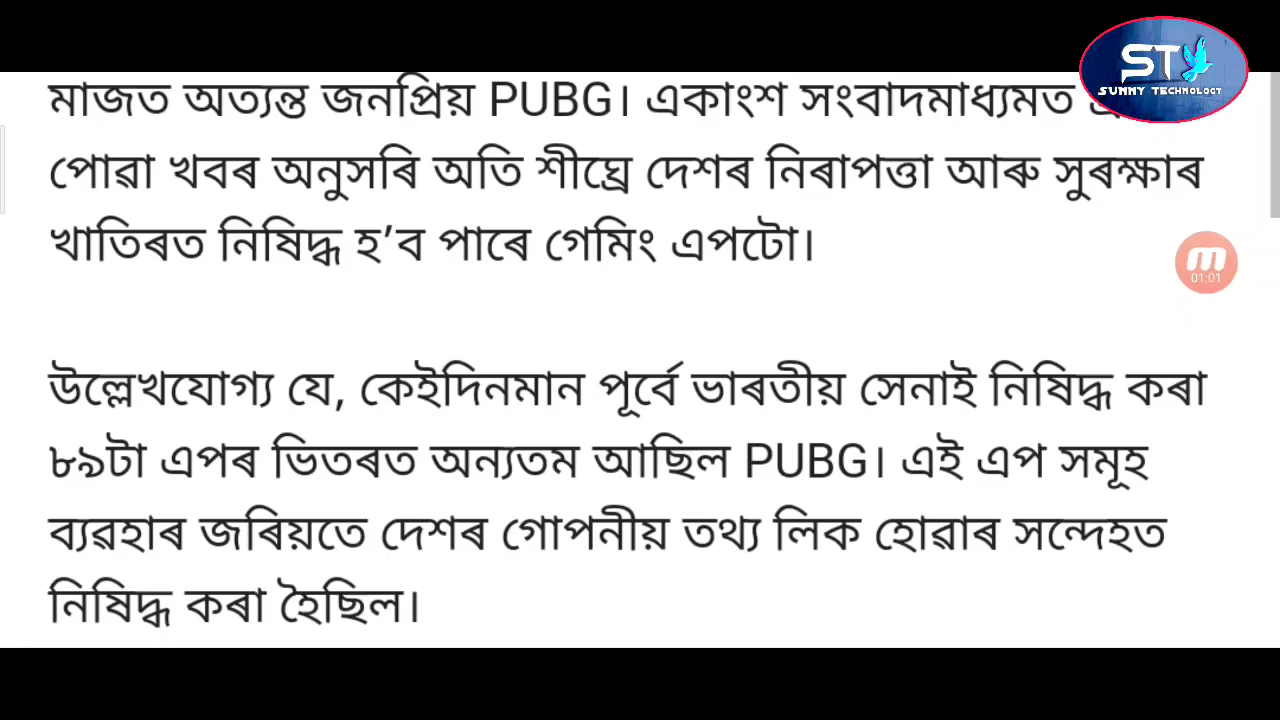 মাজত অত্যন্ত জনপ্ৰিয় PUBG। একাংশ সংবাদমাধ্যমত
পোৱা খবৰ অনুসৰি অতি শীঘ্ৰে দেশৰ নিৰাপত্তা আৰু সুৰক্ষাৰ
খাতিৰত নিষিদ্ধ হ’ব পাৰে গেমিং এপটো।
উল্লেখযোগ্য যে, কেইদিনমান পূৰ্বে ভাৰতীয় সেনাই নিষিদ্ধ কৰা
৮৯টা এপৰ ভিতৰত অন্যতম আছিল PUBG। এই এপ সমূহ
ব্যৱহাৰ জৰিয়তে দেশৰ গোপনীয় তথ্য লিক হোৱাৰ সন্দেহত
নিষিদ্ধ কৰা হৈছিল।
ST
SUNNY TECHNOLOGY
01:01